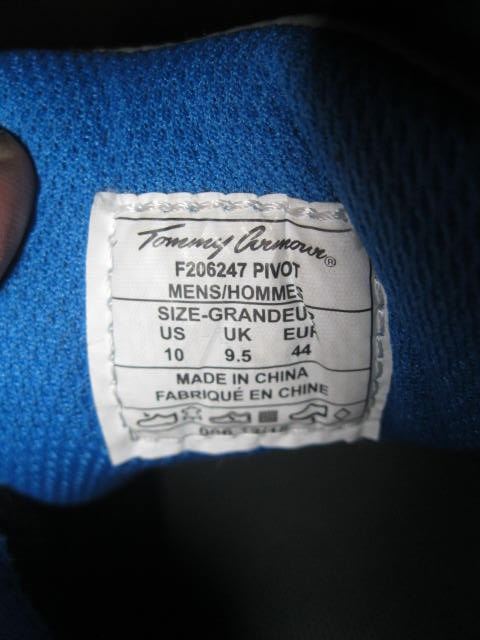 Tommy Armour®
F206247 PIVOT
MENS/HOMMES
SIZE-GRANDEUR
US UK EUR
10 9.5 44
MADE IN CHINA
FABRIQUÉ EN CHINE